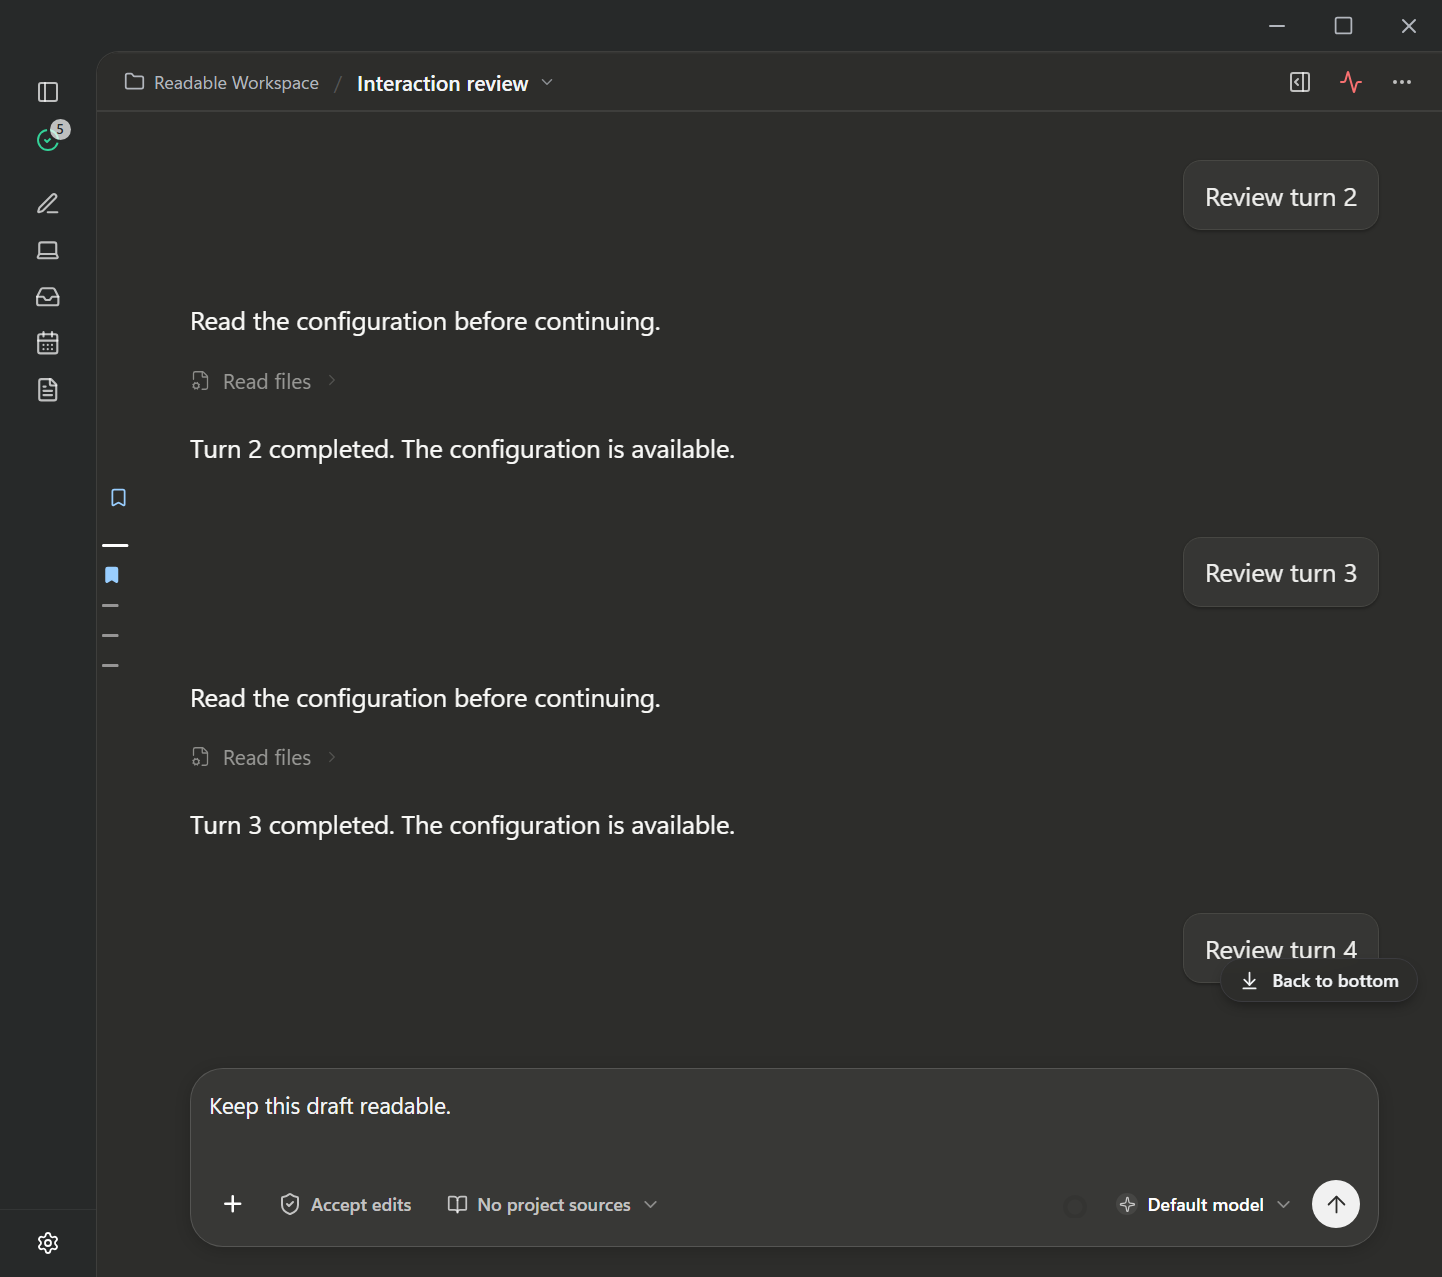 Readable Workspace / Interaction review
5
Review turn 2
Read the configuration before continuing.
Read files
Turn 2 completed. The configuration is available.
Review turn 3
Read the configuration before continuing.
Read files
Turn 3 completed. The configuration is available.
Review turn 4
Back to bottom
Keep this draft readable.
Accept edits No project sources Default model